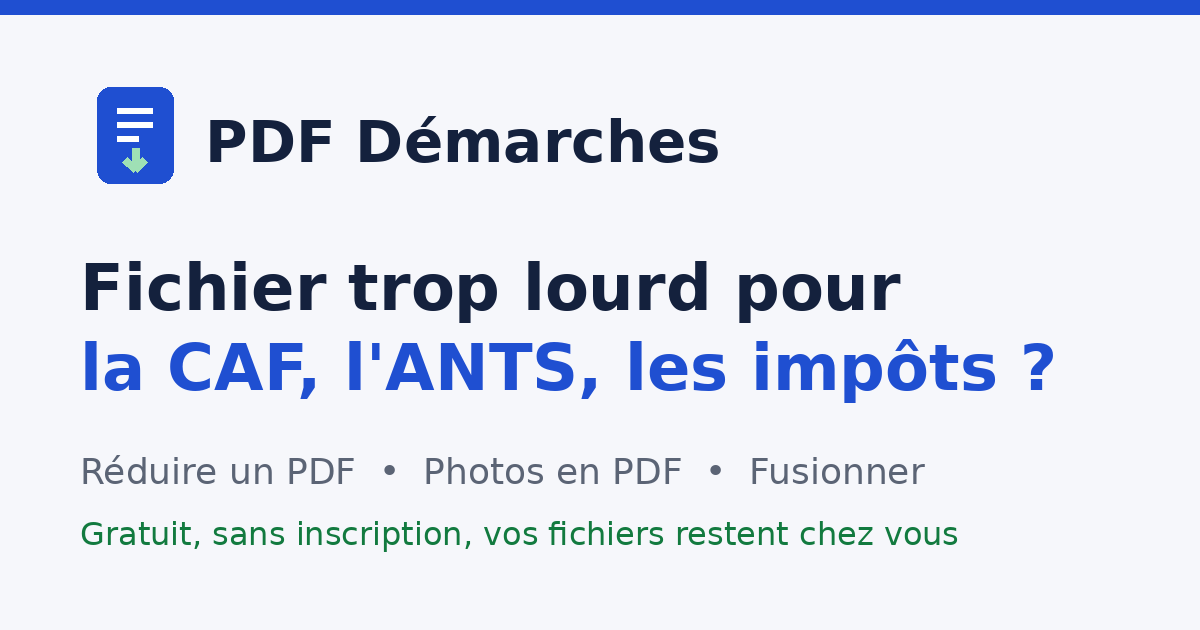 PDF Démarches
Fichier trop lourd pour
la CAF, l'ANTS, les impôts ?
Réduire un PDF • Photos en PDF • Fusionner
Gratuit, sans inscription, vos fichiers restent chez vous